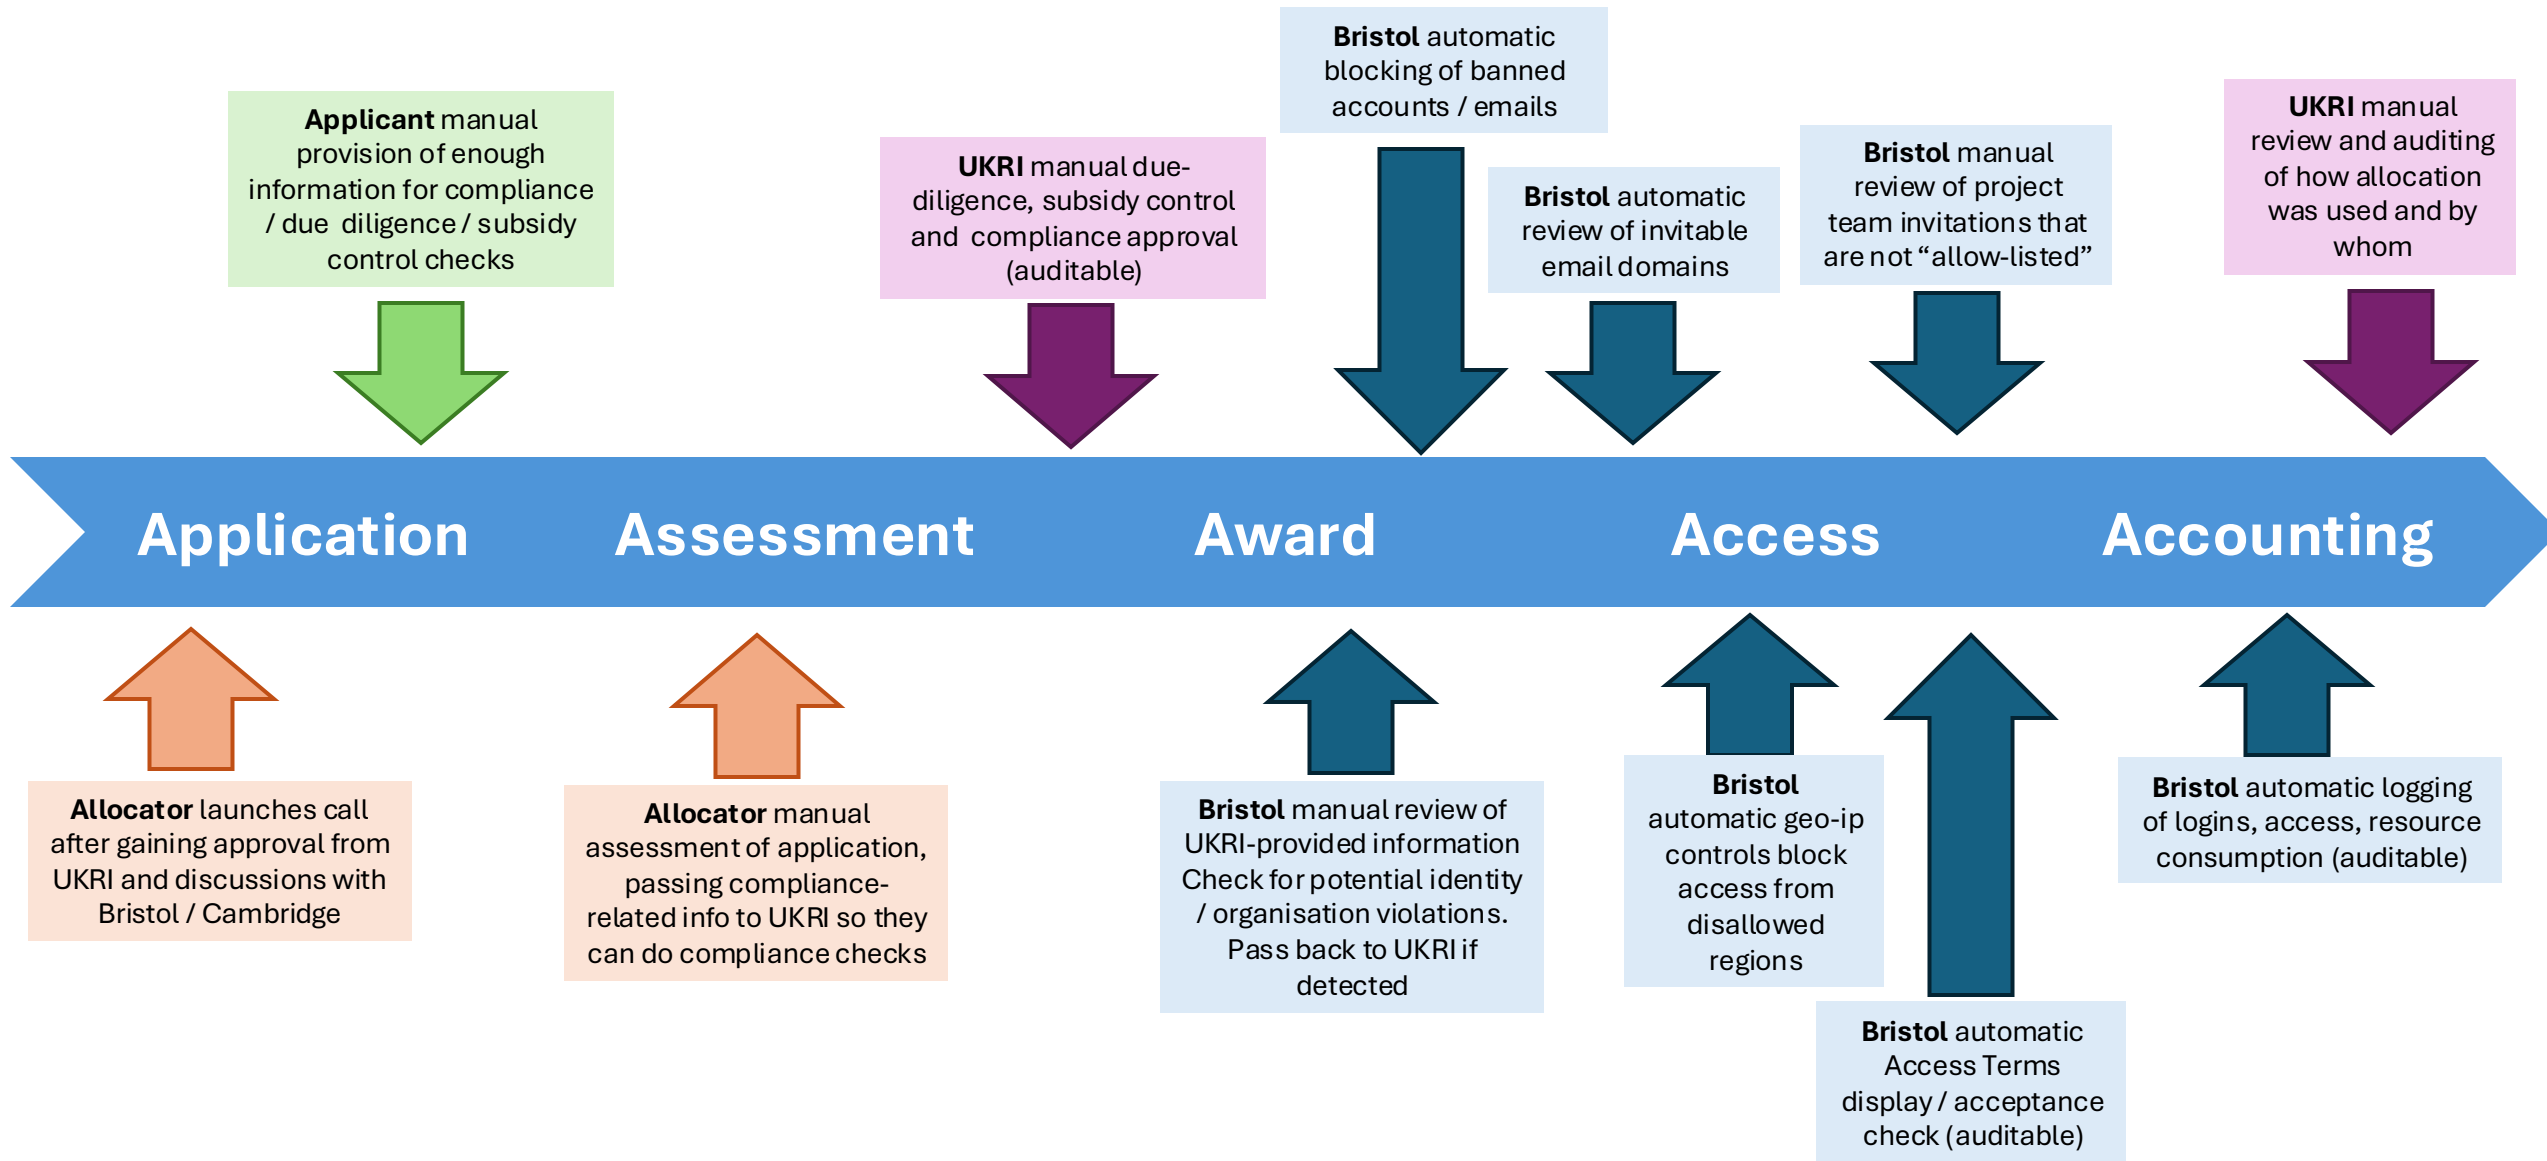 Applicant manual
provision of enough
information for compliance
/ due diligence / subsidy
control checks
UKRI manual due-
diligence, subsidy control
and compliance approval
(auditable)
Bristol automatic
blocking of banned
accounts / emails
Bristol automatic
review of invitable
email domains
Bristol manual
review of project
team invitations that
are not “allow-listed”
UKRI manual
review and auditing
of how allocation
was used and by
whom
Application
Assessment
Award
Access
Accounting
Allocator launches call
after gaining approval from
UKRI and discussions with
Bristol / Cambridge
Allocator manual
assessment of application,
passing compliance-
related info to UKRI so they
can do compliance checks
Bristol manual review of
UKRI-provided information
Check for potential identity
/ organisation violations.
Pass back to UKRI if
detected
Bristol
automatic geo-ip
controls block
access from
disallowed
regions
Bristol automatic
Access Terms
display / acceptance
check (auditable)
Bristol automatic logging
of logins, access, resource
consumption (auditable)